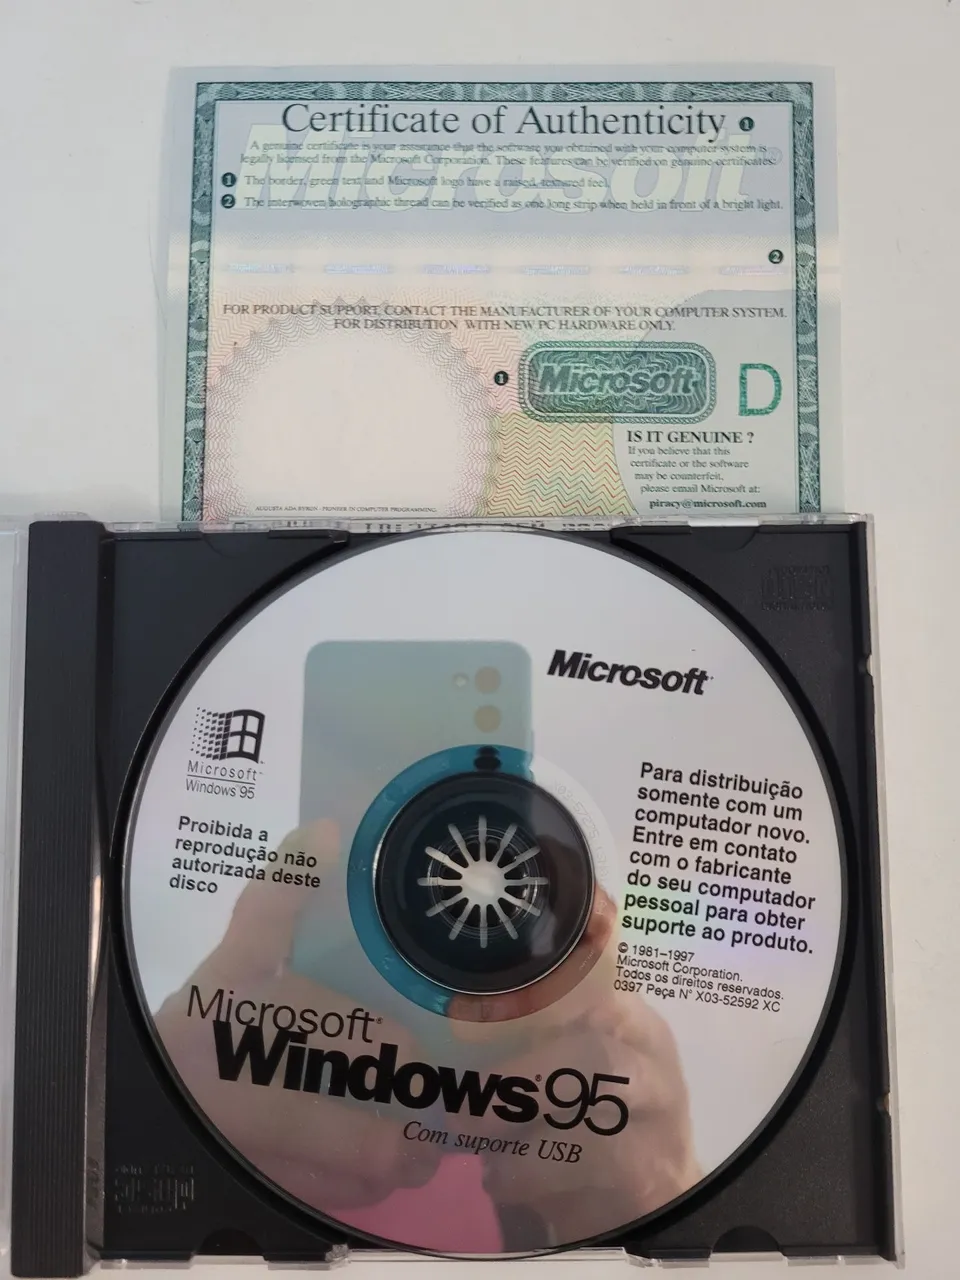 Certificate of Authenticity 1
Microsoft
A genuine certificate is your assurance that the software you obtained with your computer system is
legally licensed from the Microsoft Corporation. These features can be verified on genuine certificates:
1 The border, green text and Microsoft logo have a raised, textured feel.
2 The interwoven holographic thread can be verified as one long strip when held in front of a bright light.
2
FOR PRODUCT SUPPORT, CONTACT THE MANUFACTURER OF YOUR COMPUTER SYSTEM.
FOR DISTRIBUTION WITH NEW PC HARDWARE ONLY.
1 Microsoft D
IS IT GENUINE ?
If you believe that this
certificate or the software
may be counterfeit,
please email Microsoft at:
piracy@microsoft.com
AUGUSTA ADA BYRON - PIONEER IN COMPUTER PROGRAMMING
Microsoft
Microsoft
Windows 95
Proibida a
reprodução não
autorizada deste
disco
Para distribuição
somente com um
computador novo.
Entre em contato
com o fabricante
do seu computador
pessoal para obter
suporte ao produto.
© 1981–1997
Microsoft Corporation.
Todos os direitos reservados.
0397 Peça N° X03-52592 XC
Microsoft®
Windows®95
Com suporte USB